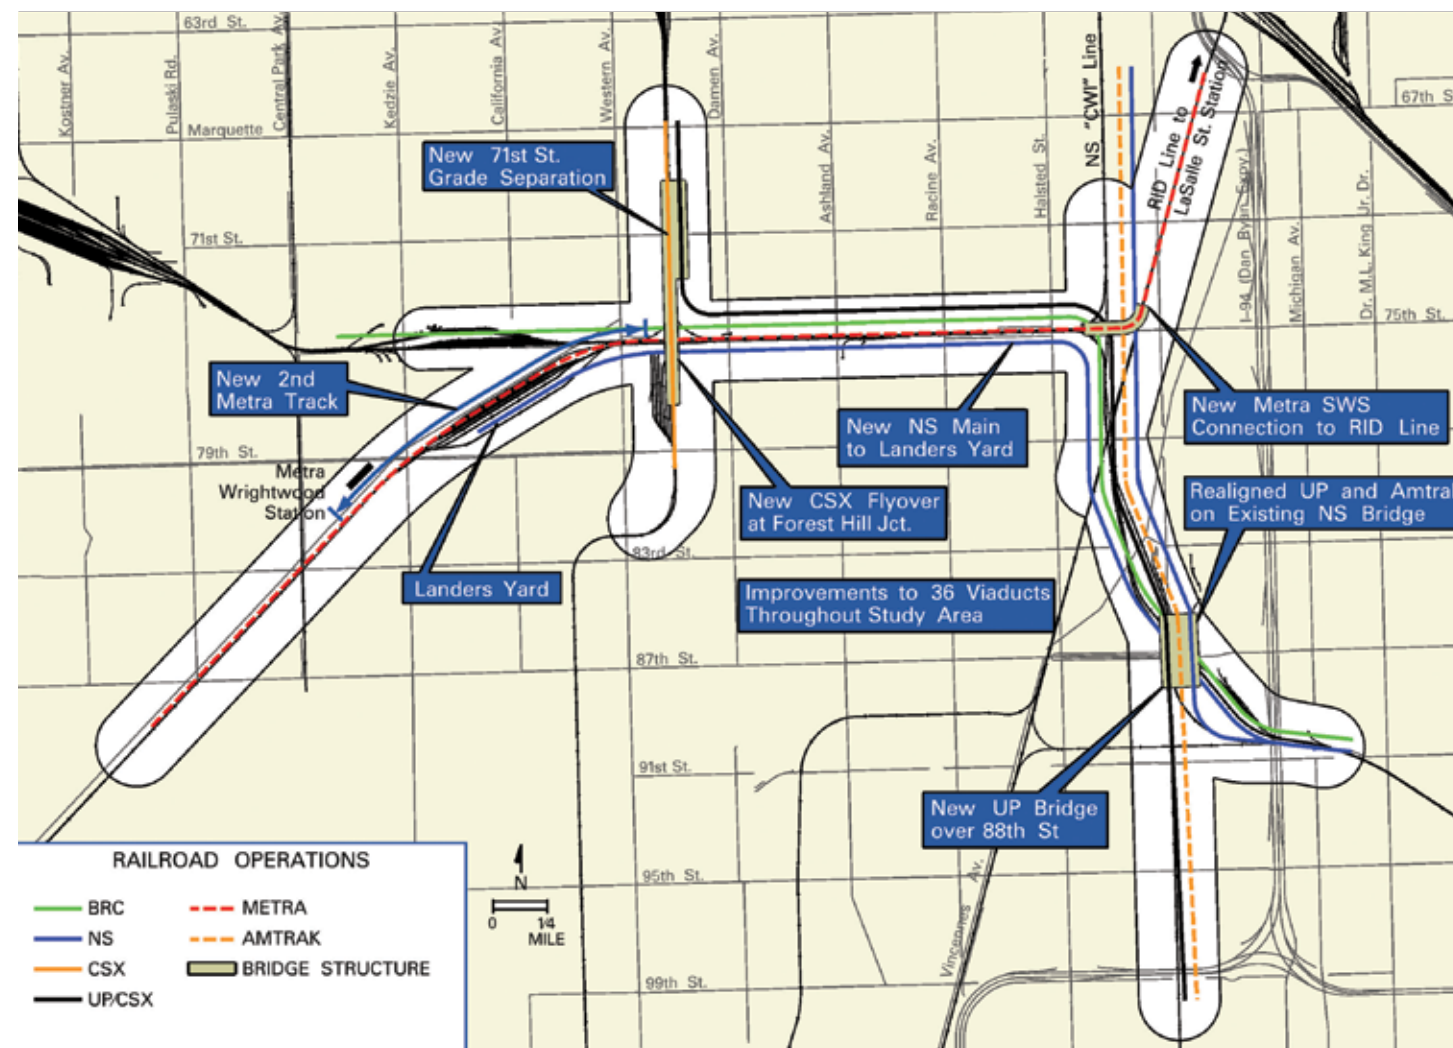 63rd St.
Kostner Av.
Pulaski Rd.
Central Park Av.
Kedzie Av.
California Av.
Western Av.
Damen Av.
Marquette
NS "CWI" Line
RID Line to
LaSalle St. Station
67th S
New 71st St.
Grade Separation
Ashland Av.
Racine Av.
Halsted St.
I-94 (Dan Ryan Expy.)
Michigan Av.
Dr. M.L. King Jr. Dr.
71st St.
75th St.
New 2nd
Metra Track
New NS Main
to Landers Yard
New Metra SWS
Connection to RID Line
79th St.
Metra
Wrightwood
Station
New CSX Flyover
at Forest Hill Jct.
Realigned UP and Amtra
on Existing NS Bridge
83rd St.
Landers Yard
Improvements to 36 Viaducts
Throughout Study Area
87th St.
91st St.
New UP Bridge
over 88th St
95th St.
Vincennes Av.
99th St.
RAILROAD OPERATIONS
BRC
METRA
NS
AMTRAK
CSX
BRIDGE STRUCTURE
UP/CSX
N
0 1/4
MILE